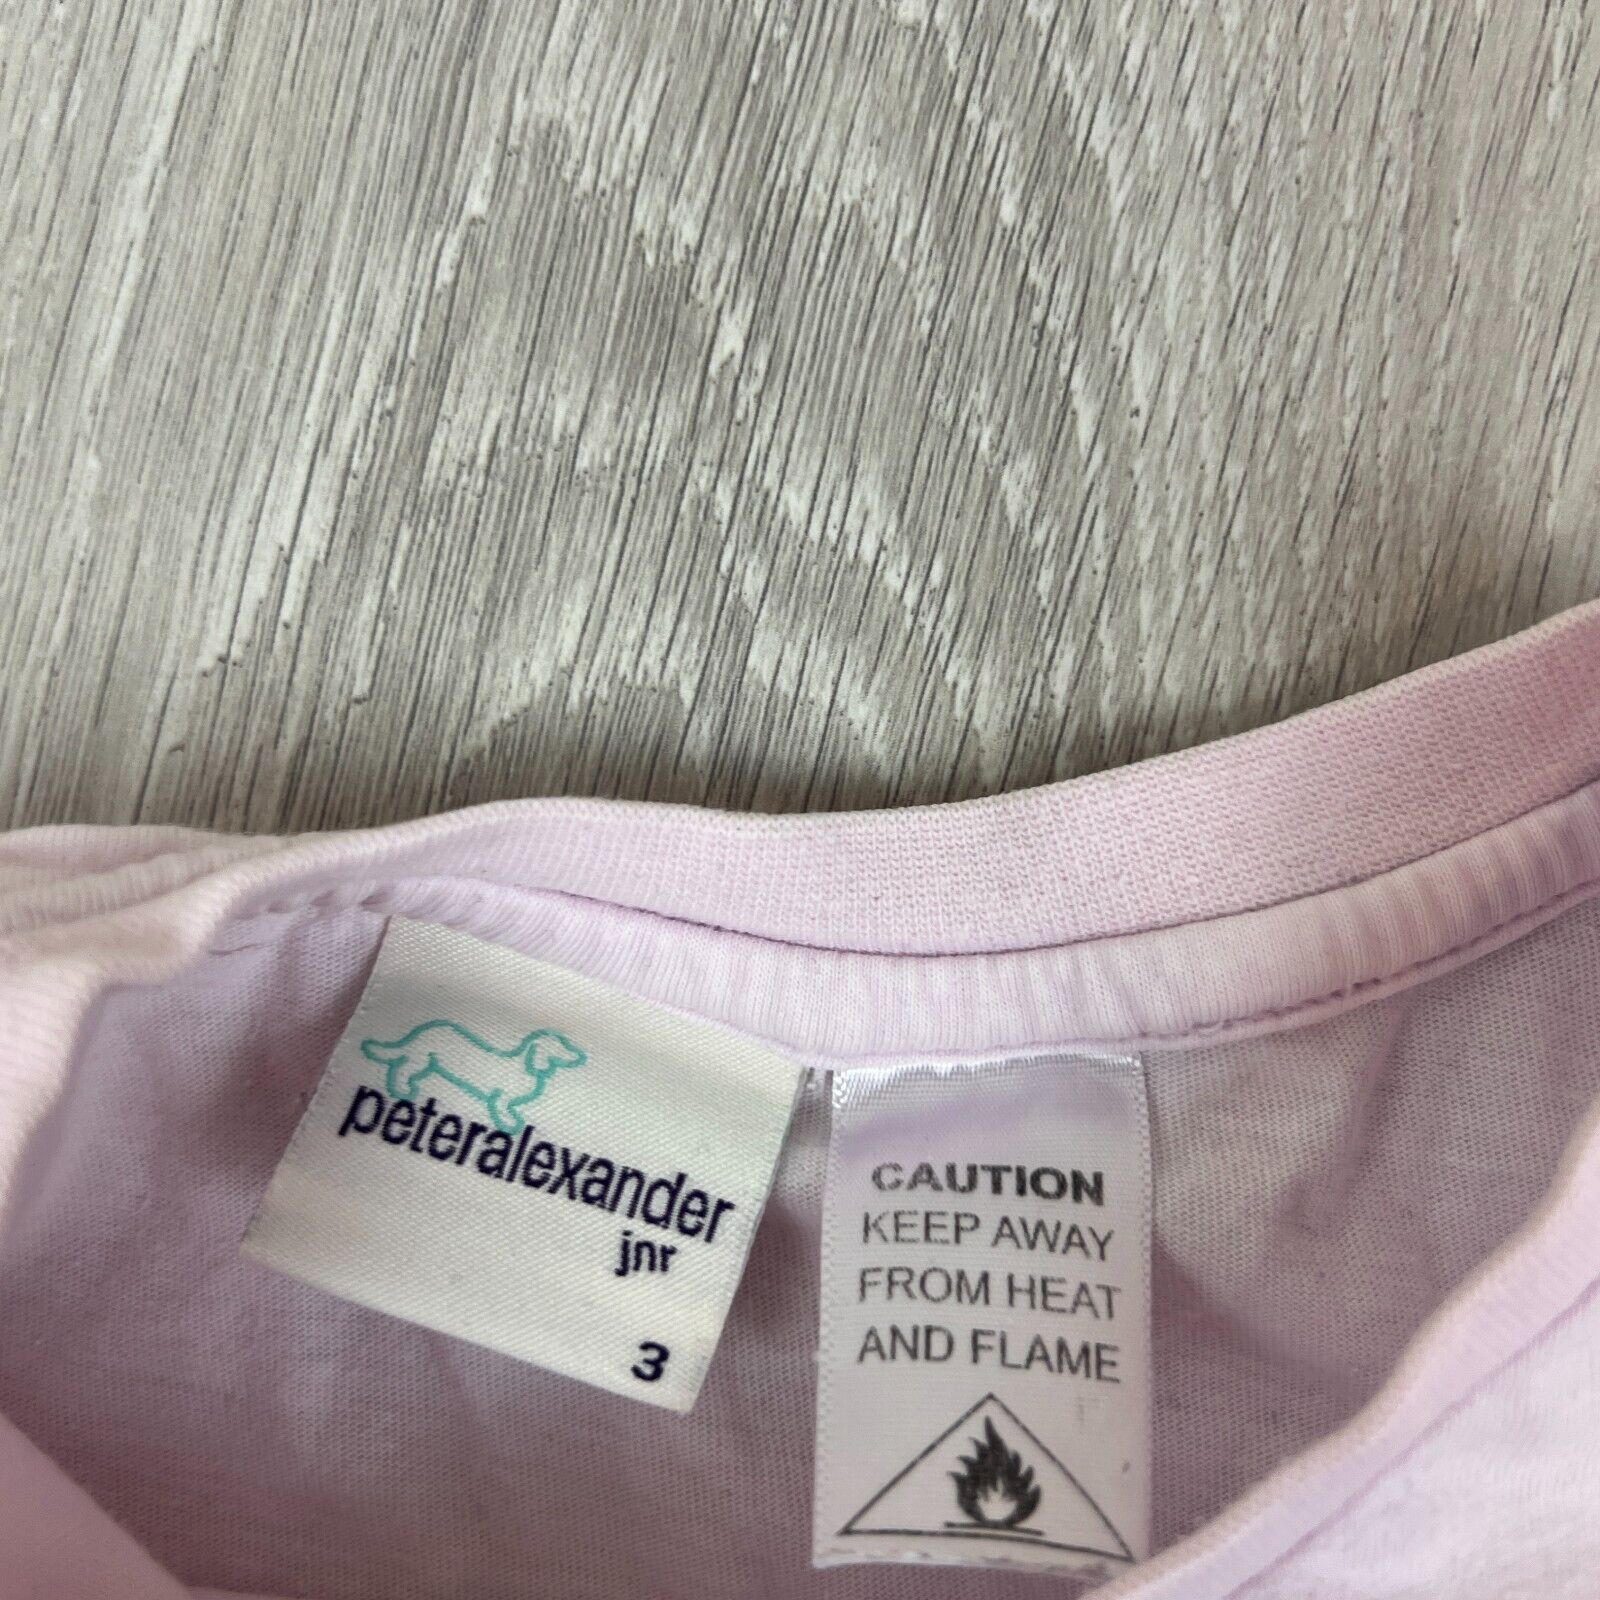 peteralexander
jnr
3
CAUTION
KEEP AWAY
FROM HEAT
AND FLAME